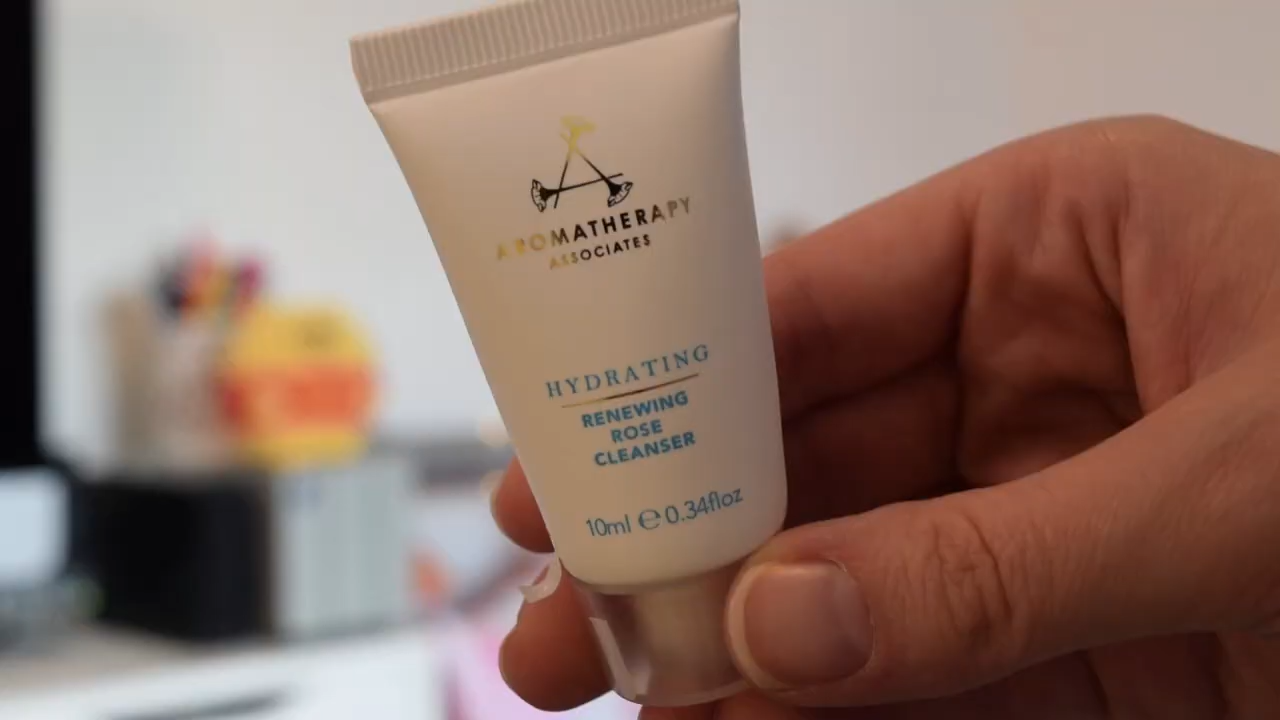 AROMATHERAPY
ASSOCIATES
HYDRATING
RENEWING
ROSE
CLEANSER
10ml ℮ 0.34floz